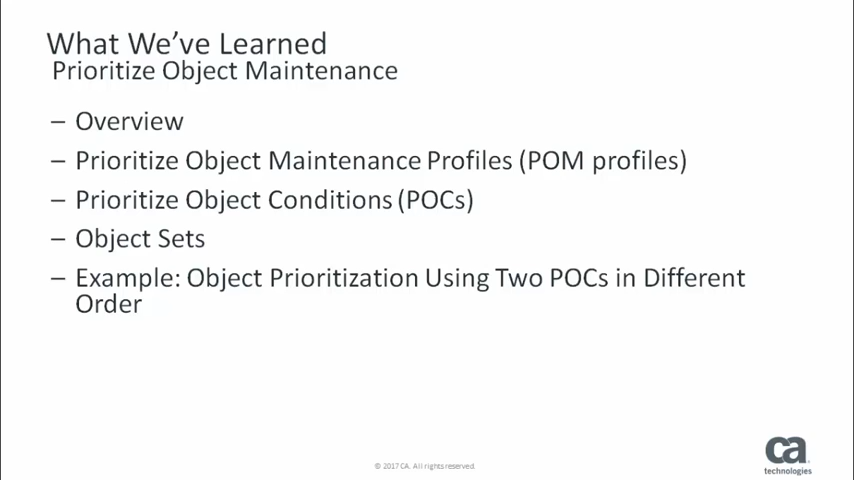 What We've Learned
Prioritize Object Maintenance
– Overview
– Prioritize Object Maintenance Profiles (POM profiles)
– Prioritize Object Conditions (POCs)
– Object Sets
– Example: Object Prioritization Using Two POCs in Different
Order
© 2017 CA. All rights reserved.
ca
technologies